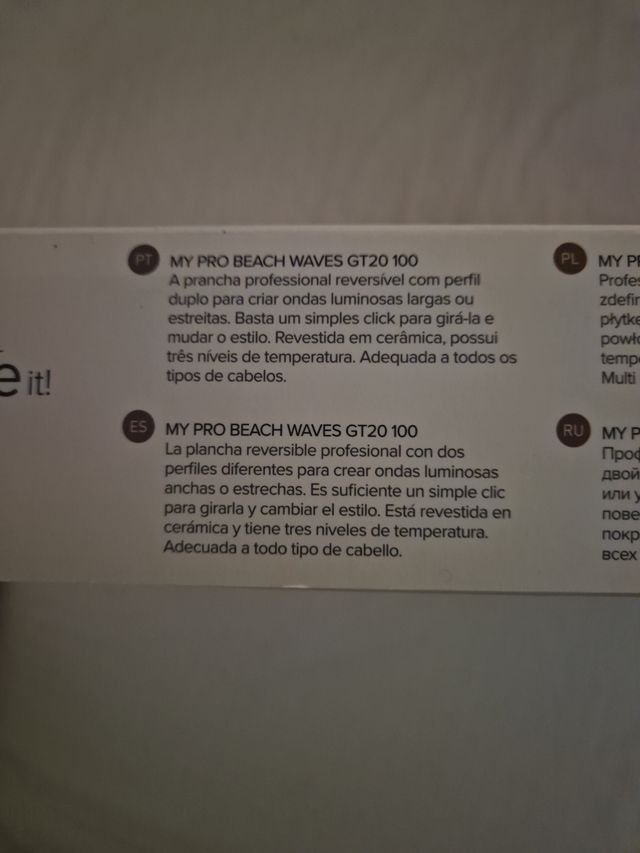 e it!
PT
MY PRO BEACH WAVES GT20 100
A prancha professional reversível com perfil
duplo para criar ondas luminosas largas ou
estreitas. Basta um simples click para girá-la e
mudar o estilo. Revestida em cerâmica, possui
três níveis de temperatura. Adequada a todos os
tipos de cabelos.
ES
MY PRO BEACH WAVES GT20 100
La plancha reversible profesional con dos
perfiles diferentes para crear ondas luminosas
anchas o estrechas. Es suficiente un simple clic
para girarla y cambiar el estilo. Está revestida en
cerámica y tiene tres niveles de temperatura.
Adecuada a todo tipo de cabello.
PL
MY P
Profes
zdefin
płytke
powło
tempe
Multi
RU
MY P
Проф
двой
или у
пове
покр
всех